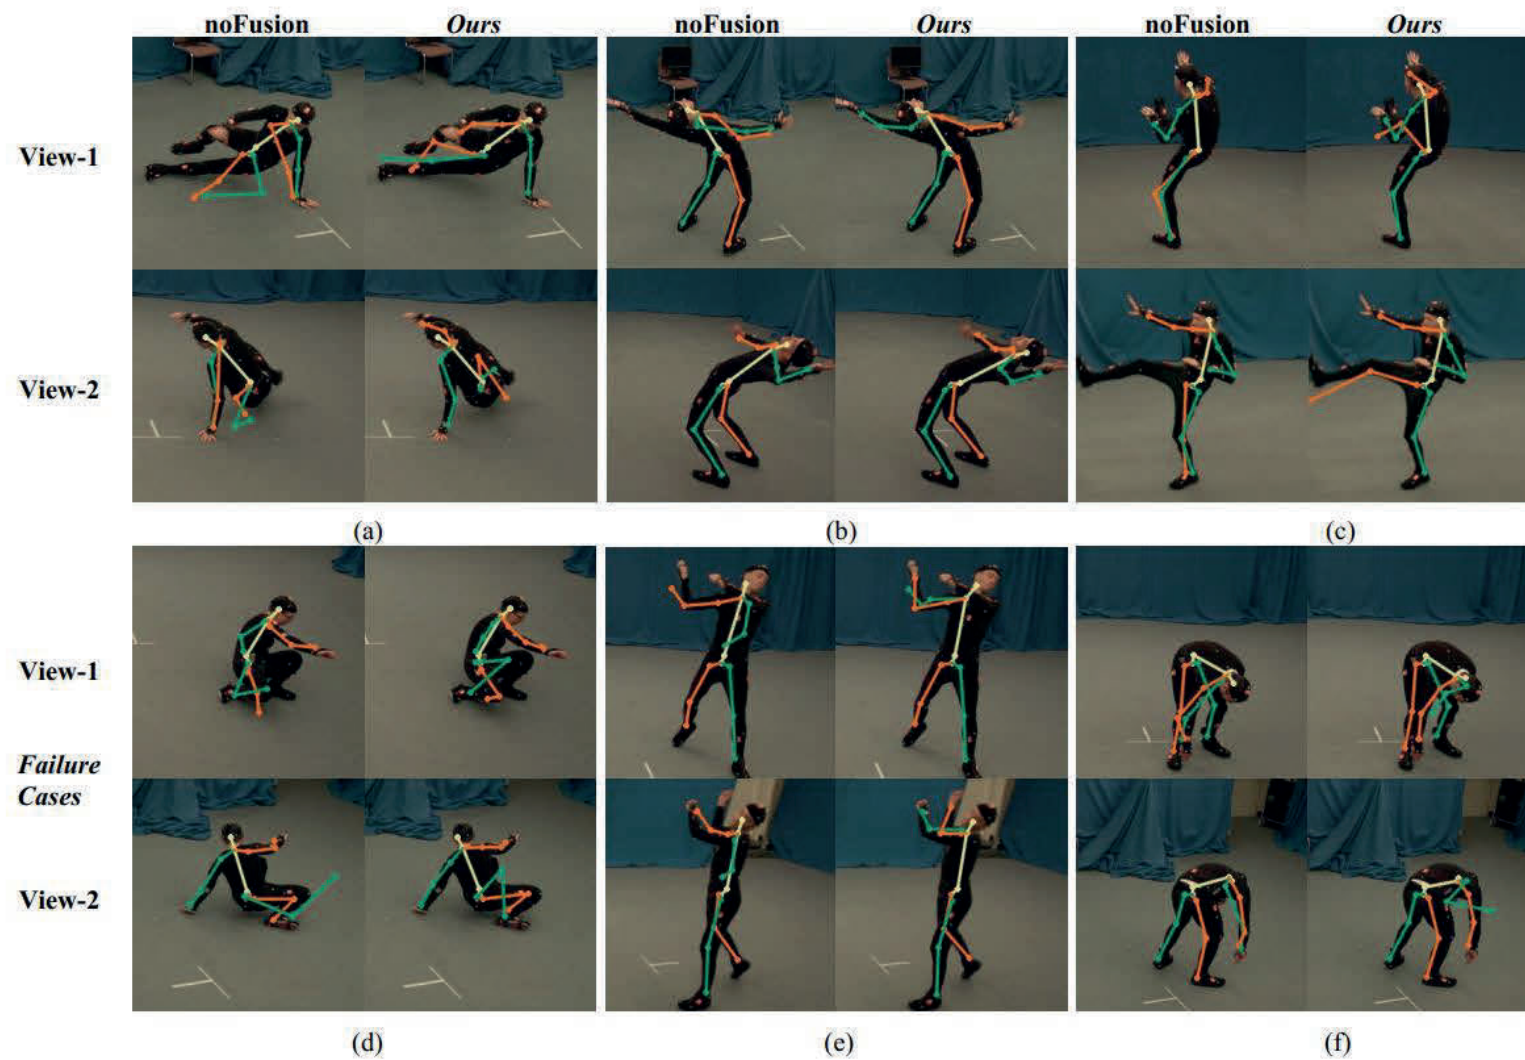 noFusion Ours noFusion Ours noFusion Ours
View-1
View-2
(a) (b) (c)
View-1
Failure
Cases
View-2
(d) (e) (f)